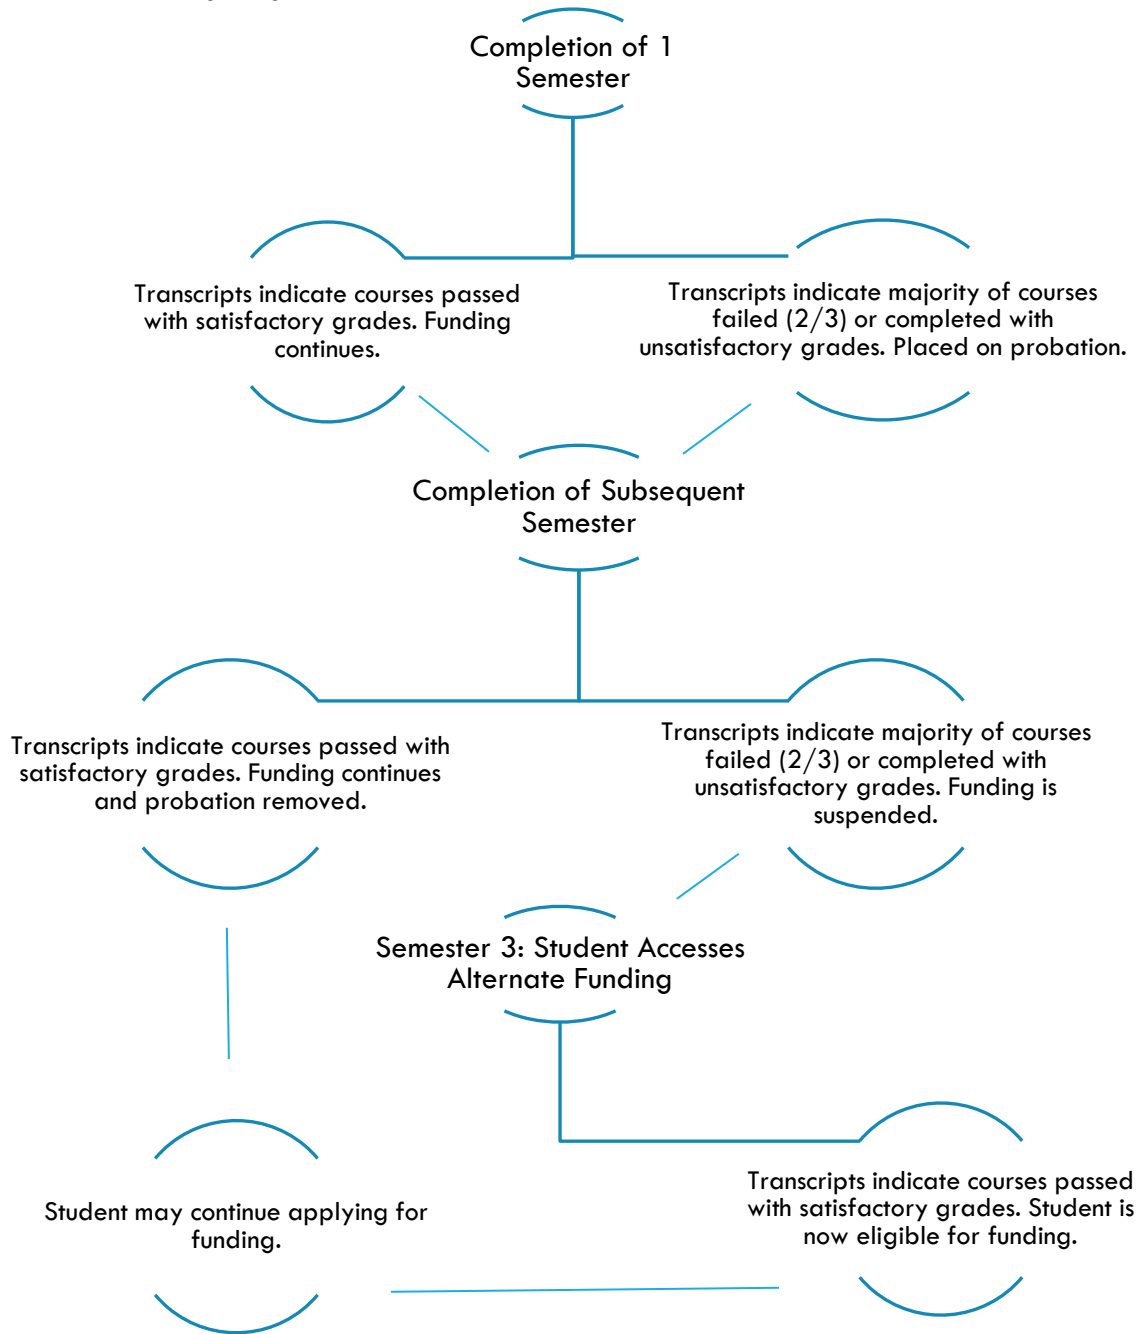 Completion of 1
Semester
Transcripts indicate courses passed
with satisfactory grades. Funding
continues.
Transcripts indicate majority of courses
failed (2/3) or completed with
unsatisfactory grades. Placed on probation.
Completion of Subsequent
Semester
Transcripts indicate courses passed with
satisfactory grades. Funding continues
and probation removed.
Transcripts indicate majority of courses
failed (2/3) or completed with
unsatisfactory grades. Funding is
suspended.
Semester 3: Student Accesses
Alternate Funding
Student may continue applying for
funding.
Transcripts indicate courses passed
with satisfactory grades. Student is
now eligible for funding.